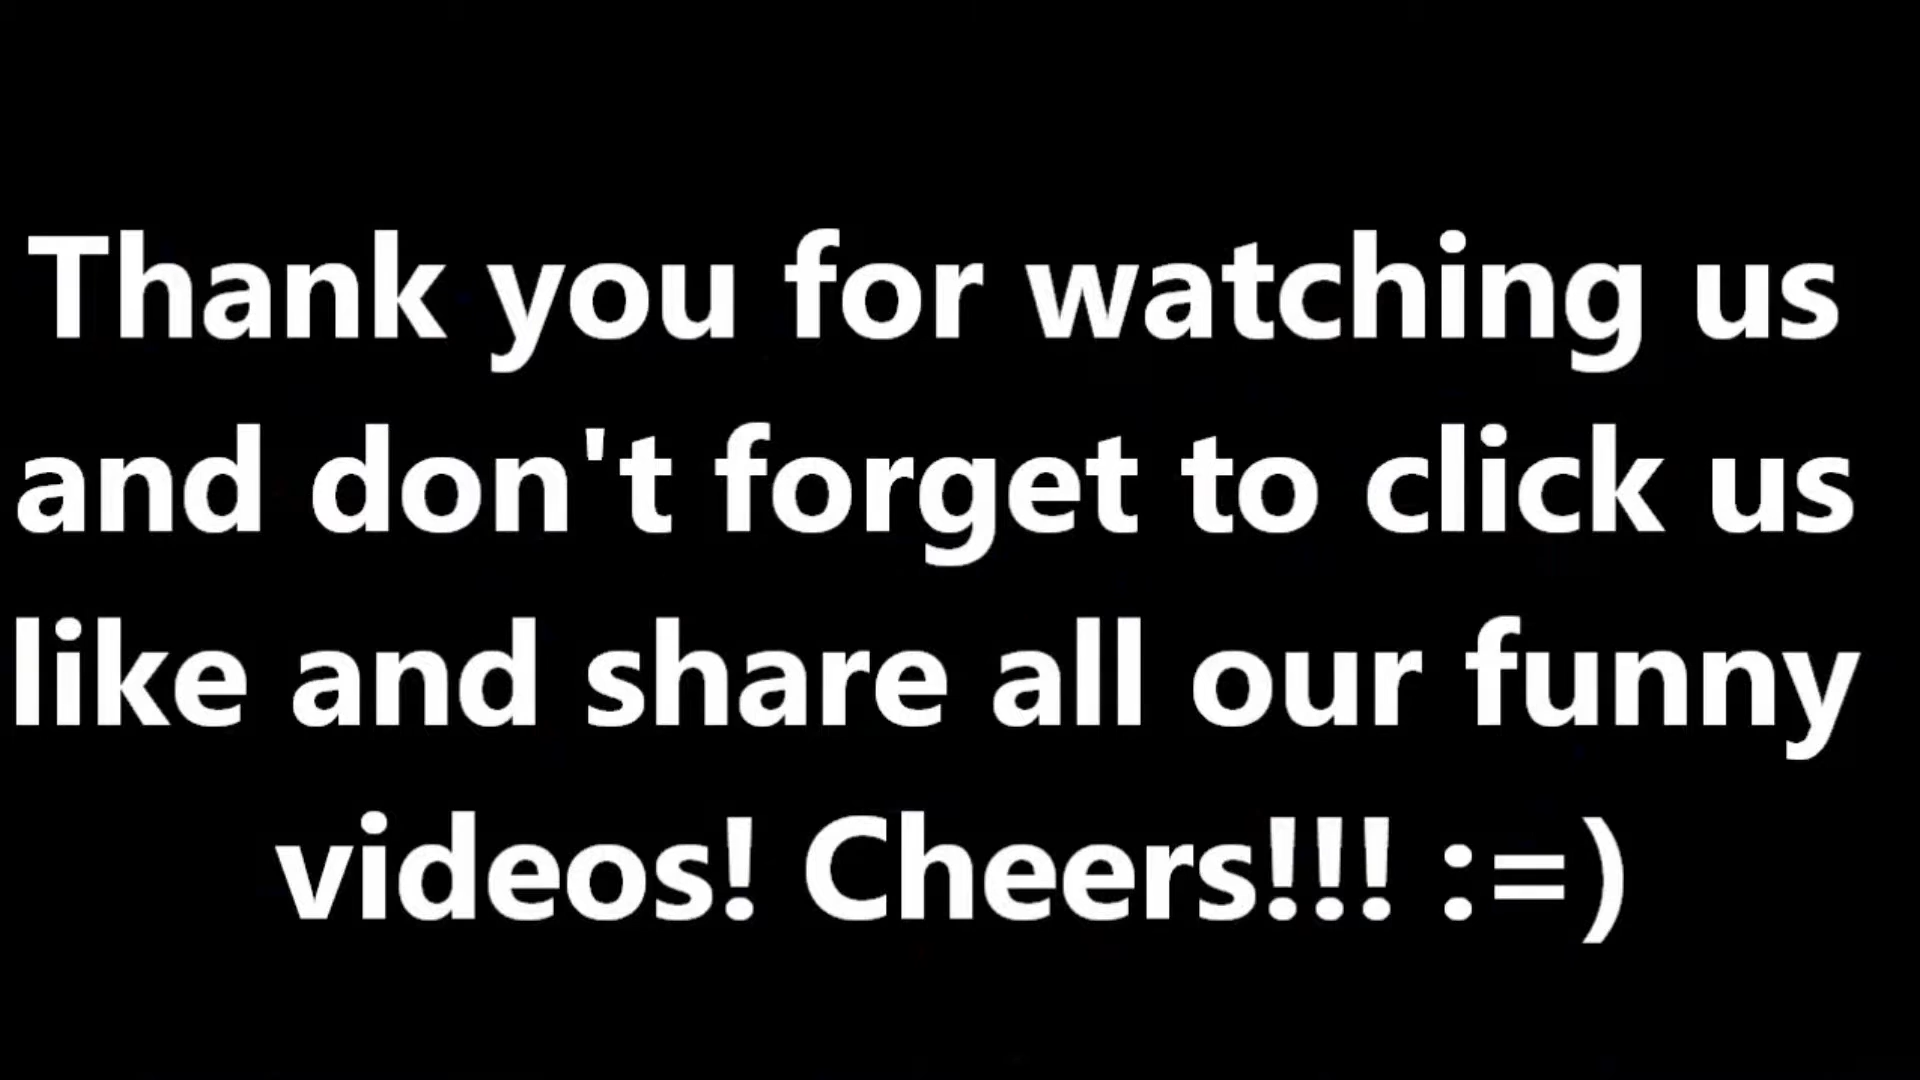 Thank you for watching us
and don't forget to click us
like and share all our funny
videos! Cheers!!! :=)